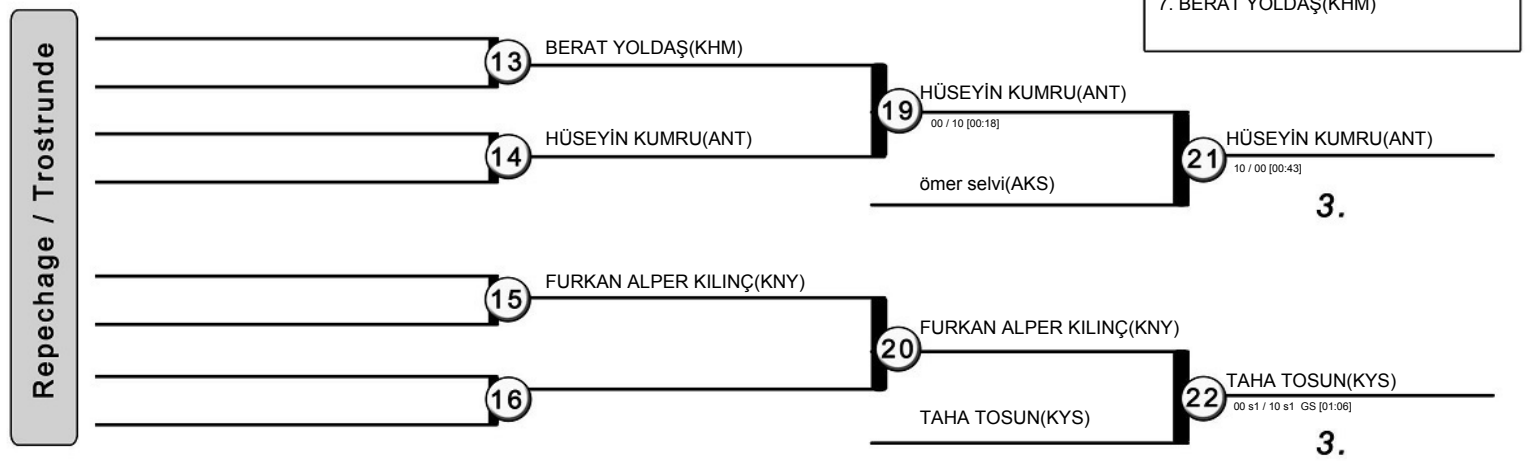 7. BERAT YOLDAŞ(KHM)
Repechage / Trostrunde
13
BERAT YOLDAŞ(KHM)
19
HÜSEYİN KUMRU(ANT)
00 / 10 [00:18]
14
HÜSEYİN KUMRU(ANT)
21
HÜSEYİN KUMRU(ANT)
10 / 00 [00:43]
ömer selvi(AKS)
3.
15
FURKAN ALPER KILINÇ(KNY)
20
FURKAN ALPER KILINÇ(KNY)
16
22
TAHA TOSUN(KYS)
00 s1 / 10 s1 GS [01:06]
TAHA TOSUN(KYS)
3.